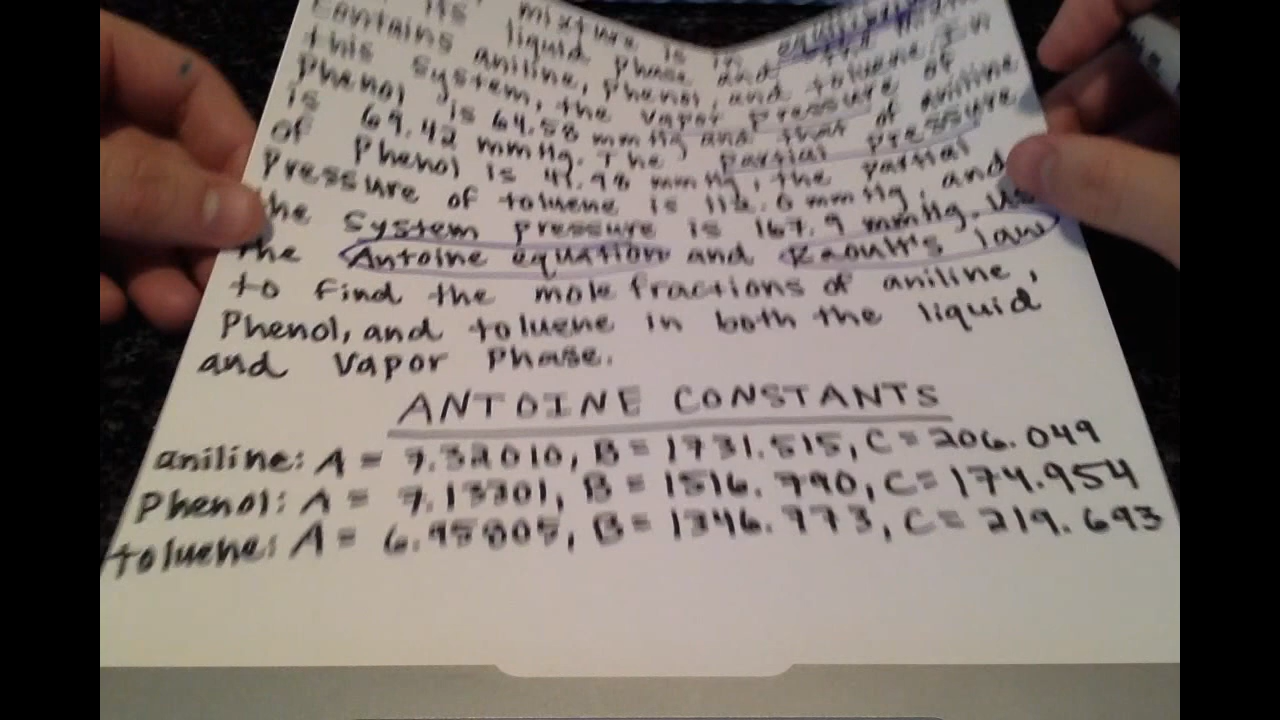 its mixture is in equilibrium
contains liquid phase and
this aniline, phenol, and toluene. In
phenol system, the vapor pressure of
is 64.58 mmHg and that of aniline
is 69.42 mmHg. The partial pressure
of phenol is 41.98 mmHg, the partial
pressure of toluene is mmHg, and
the system pressure is 167.9 mmHg. Use
the Antoine equation and Raoult's law
to find the mole fractions of aniline,
Phenol, and toluene in both the liquid
and vapor phase.
ANTOINE CONSTANTS
aniline: A = 7.32010, B = 1731.515, C = 206.049
Phenol: A = 7.13301, B = 1516.790, C = 174.954
toluene: A = 6.95805, B = 1346.773, C = 219.693